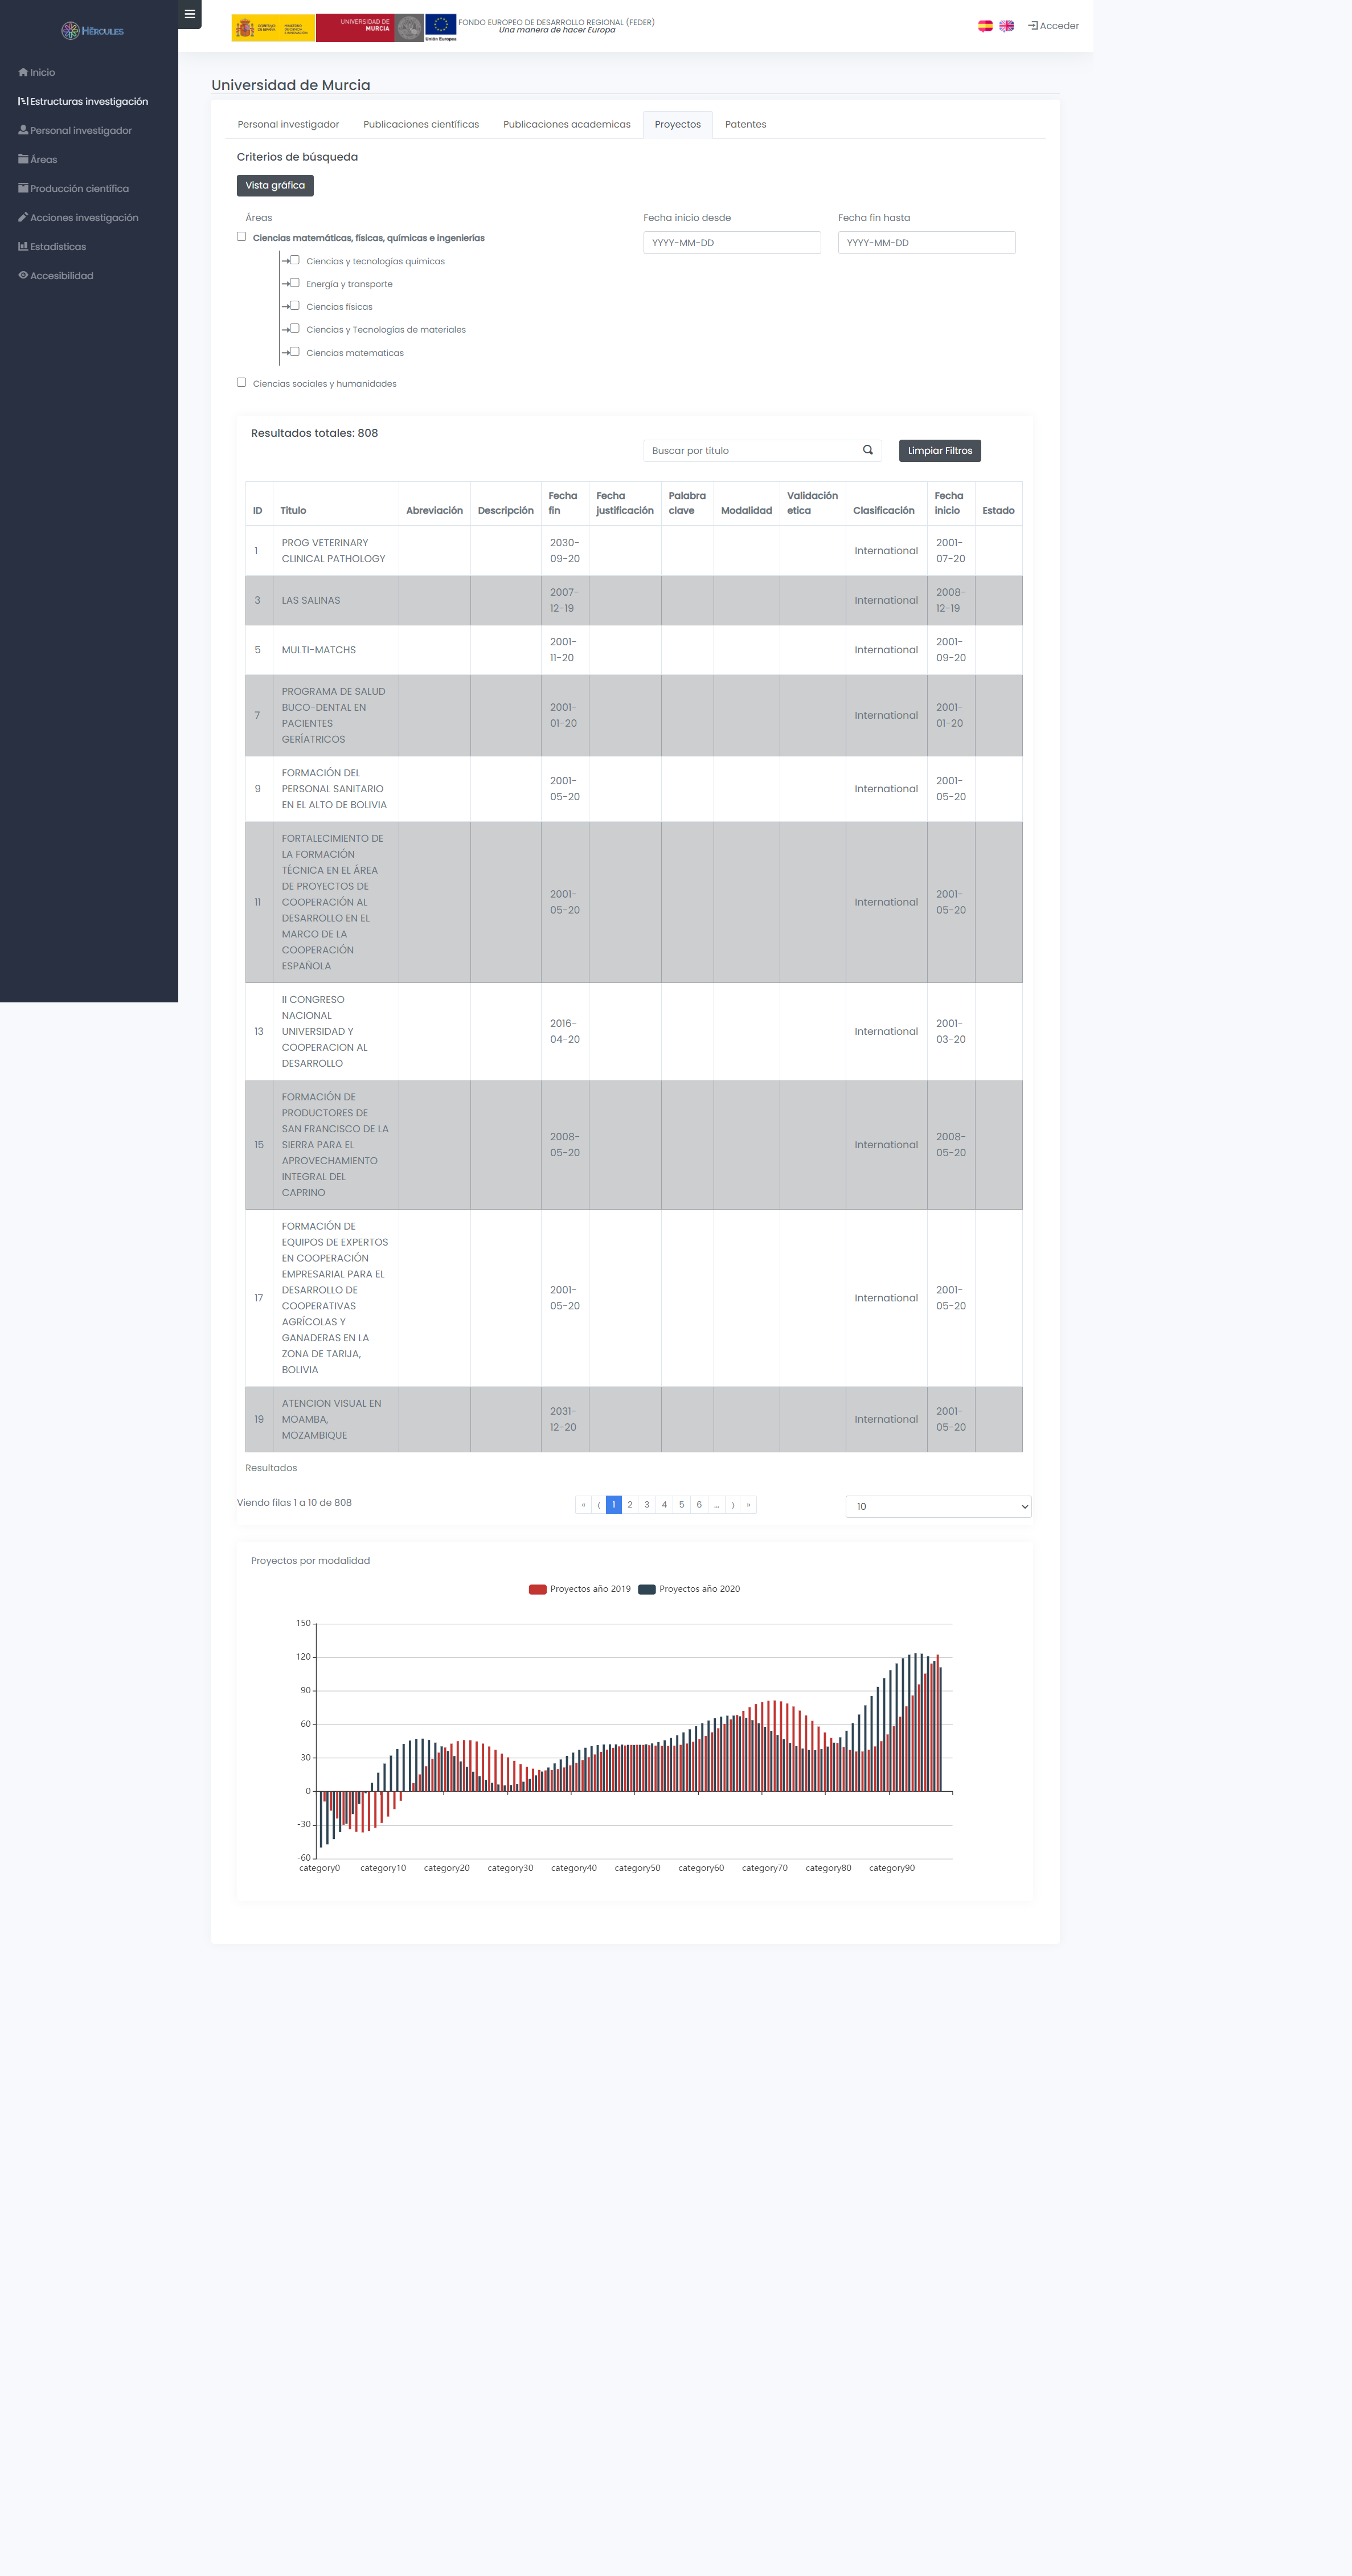 HÉRCULES
Inicio
Estructuras investigación
Personal investigador
Áreas
Producción científica
Acciones investigación
Estadísticas
Accesibilidad
GOBIERNO DE ESPAÑA
MINISTERIO DE CIENCIA E INNOVACIÓN
UNIVERSIDAD DE
MURCIA
Unión Europea
FONDO EUROPEO DE DESARROLLO REGIONAL (FEDER)
Una manera de hacer Europa
Acceder
Universidad de Murcia
Personal investigador
Publicaciones científicas
Publicaciones academicas
Proyectos
Patentes
Criterios de búsqueda
Vista gráfica
Áreas
Fecha inicio desde
Fecha fin hasta
Ciencias matemáticas, físicas, químicas e ingenierías
YYYY-MM-DD
YYYY-MM-DD
Ciencias y tecnologías quimicas
Energía y transporte
Ciencias físicas
Ciencias y Tecnologías de materiales
Ciencias matematicas
Ciencias sociales y humanidades
Resultados totales: 808
Buscar por título
Limpiar Filtros
ID Titulo Abreviación Descripción Fecha fin Fecha justificación Palabra clave Modalidad Validación etica Clasificación Fecha inicio Estado
1 PROG VETERINARY CLINICAL PATHOLOGY 2030-09-20 International 2001-07-20
3 LAS SALINAS 2007-12-19 International 2008-12-19
5 MULTI-MATCHS 2001-11-20 International 2001-09-20
7 PROGRAMA DE SALUD BUCO-DENTAL EN PACIENTES GERÍATRICOS 2001-01-20 International 2001-01-20
9 FORMACIÓN DEL PERSONAL SANITARIO EN EL ALTO DE BOLIVIA 2001-05-20 International 2001-05-20
11 FORTALECIMIENTO DE LA FORMACIÓN TÉCNICA EN EL ÁREA DE PROYECTOS DE COOPERACIÓN AL DESARROLLO EN EL MARCO DE LA COOPERACIÓN ESPAÑOLA 2001-05-20 International 2001-05-20
13 II CONGRESO NACIONAL UNIVERSIDAD Y COOPERACION AL DESARROLLO 2016-04-20 International 2001-03-20
15 FORMACIÓN DE PRODUCTORES DE SAN FRANCISCO DE LA SIERRA PARA EL APROVECHAMIENTO INTEGRAL DEL CAPRINO 2008-05-20 International 2008-05-20
17 FORMACIÓN DE EQUIPOS DE EXPERTOS EN COOPERACIÓN EMPRESARIAL PARA EL DESARROLLO DE COOPERATIVAS AGRÍCOLAS Y GANADERAS EN LA ZONA DE TARIJA, BOLIVIA 2001-05-20 International 2001-05-20
19 ATENCION VISUAL EN MOAMBA, MOZAMBIQUE 2031-12-20 International 2001-05-20
Resultados
Viendo filas 1 a 10 de 808
« ⟨ 1 2 3 4 5 6 ... ⟩ »
10
Proyectos por modalidad
Proyectos año 2019 Proyectos año 2020
150
120
90
60
30
0
-30
-60
category0 category10 category20 category30 category40 category50 category60 category70 category80 category90